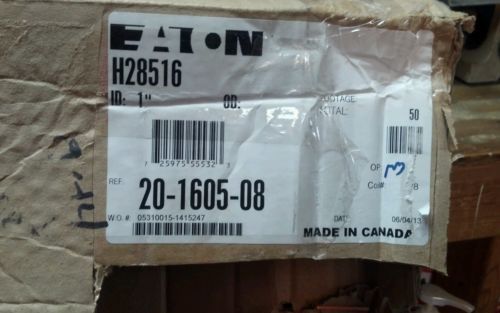 EATON
H28516
ID: 1" OD:
TOTAL: 50
7 25975 55532 3
REF: 20-1605-08
W.O. #: 05310015-1415247
DATE: 06/04/13
MADE IN CANADA